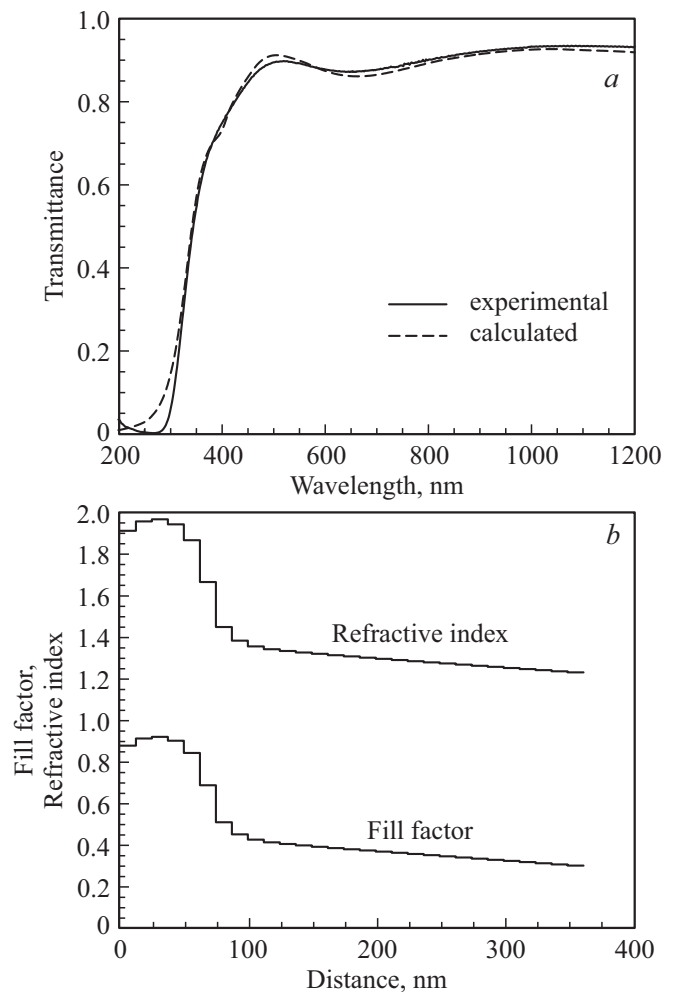 1.0
0.8
0.6
0.4
0.2
0
Transmittance
a
experimental
calculated
200 400 600 800 1000 1200
Wavelength, nm
2.0
1.8
1.6
1.4
1.2
1.0
0.8
0.6
0.4
0.2
0
Fill factor,
Refractive index
b
Refractive index
Fill factor
0 100 200 300 400
Distance, nm